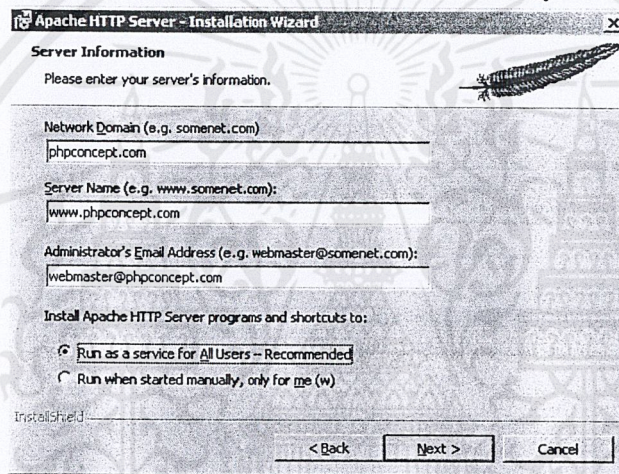 Apache HTTP Server - Installation Wizard
Server Information
Please enter your server's information.
Network Domain (e.g. somenet.com)
phpconcept.com
Server Name (e.g. www.somenet.com):
www.phpconcept.com
Administrator's Email Address (e.g. webmaster@somenet.com):
webmaster@phpconcept.com
Install Apache HTTP Server programs and shortcuts to:
Run as a service for All Users -- Recommended
Run when started manually, only for me (w)
InstallShield
< Back Next > Cancel